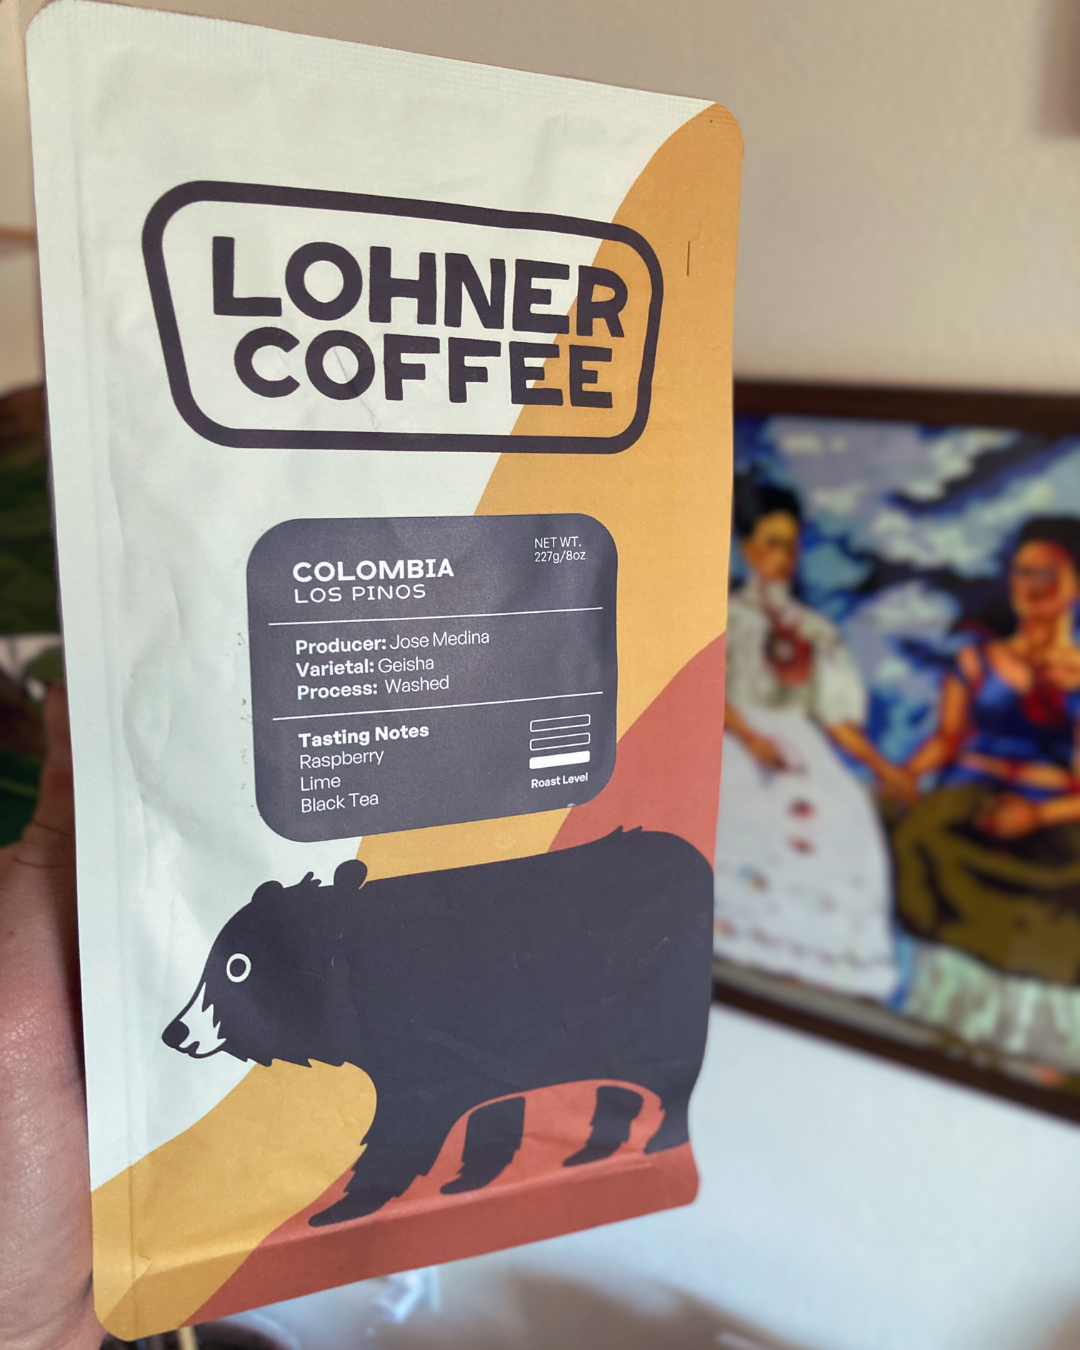 LOHNER
COFFEE
NET WT.
227g/8oz
COLOMBIA
LOS PINOS
Producer: Jose Medina
Varietal: Geisha
Process: Washed
Tasting Notes
Raspberry
Lime
Black Tea
Roast Level